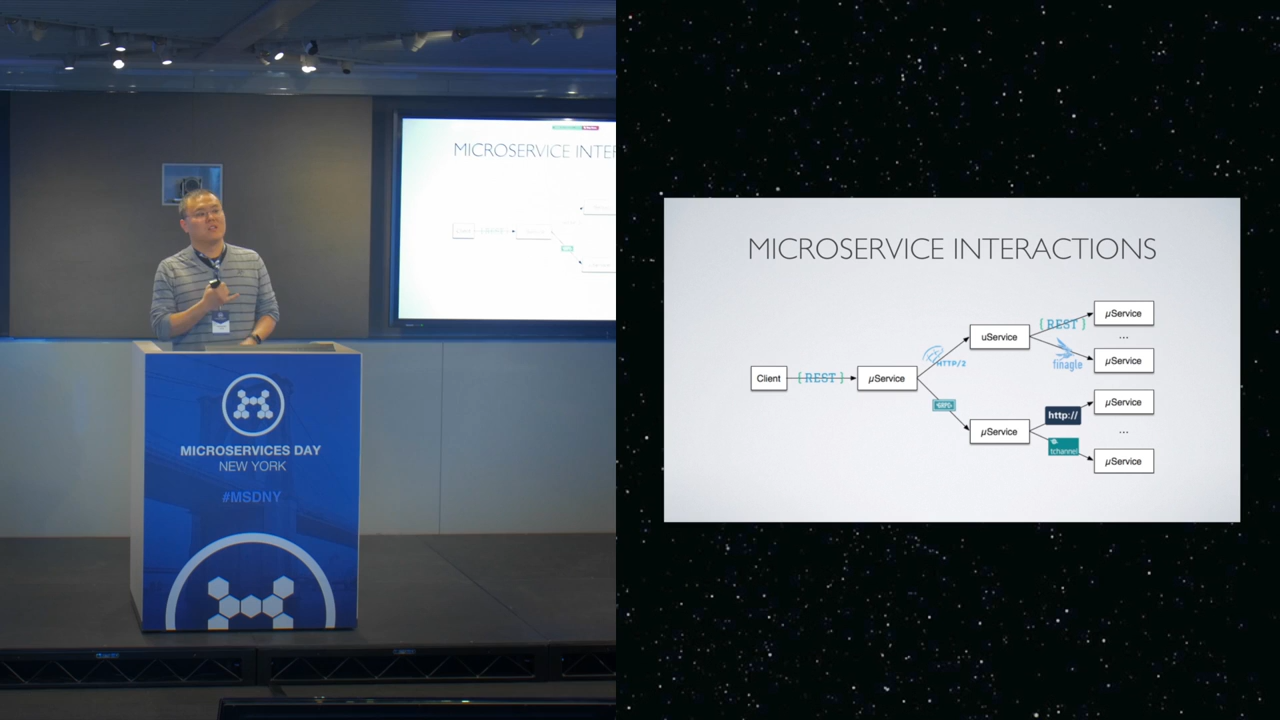 MICROSERVICE INTER
MICROSERVICES DAY
NEW YORK
#MSDNY
MICROSERVICE INTERACTIONS
Client
{ REST }
µService
HTTP/2
uService
{ REST }
finagle
µService
...
µService
GRPC
µService
http://
tchannel
µService
...
µService